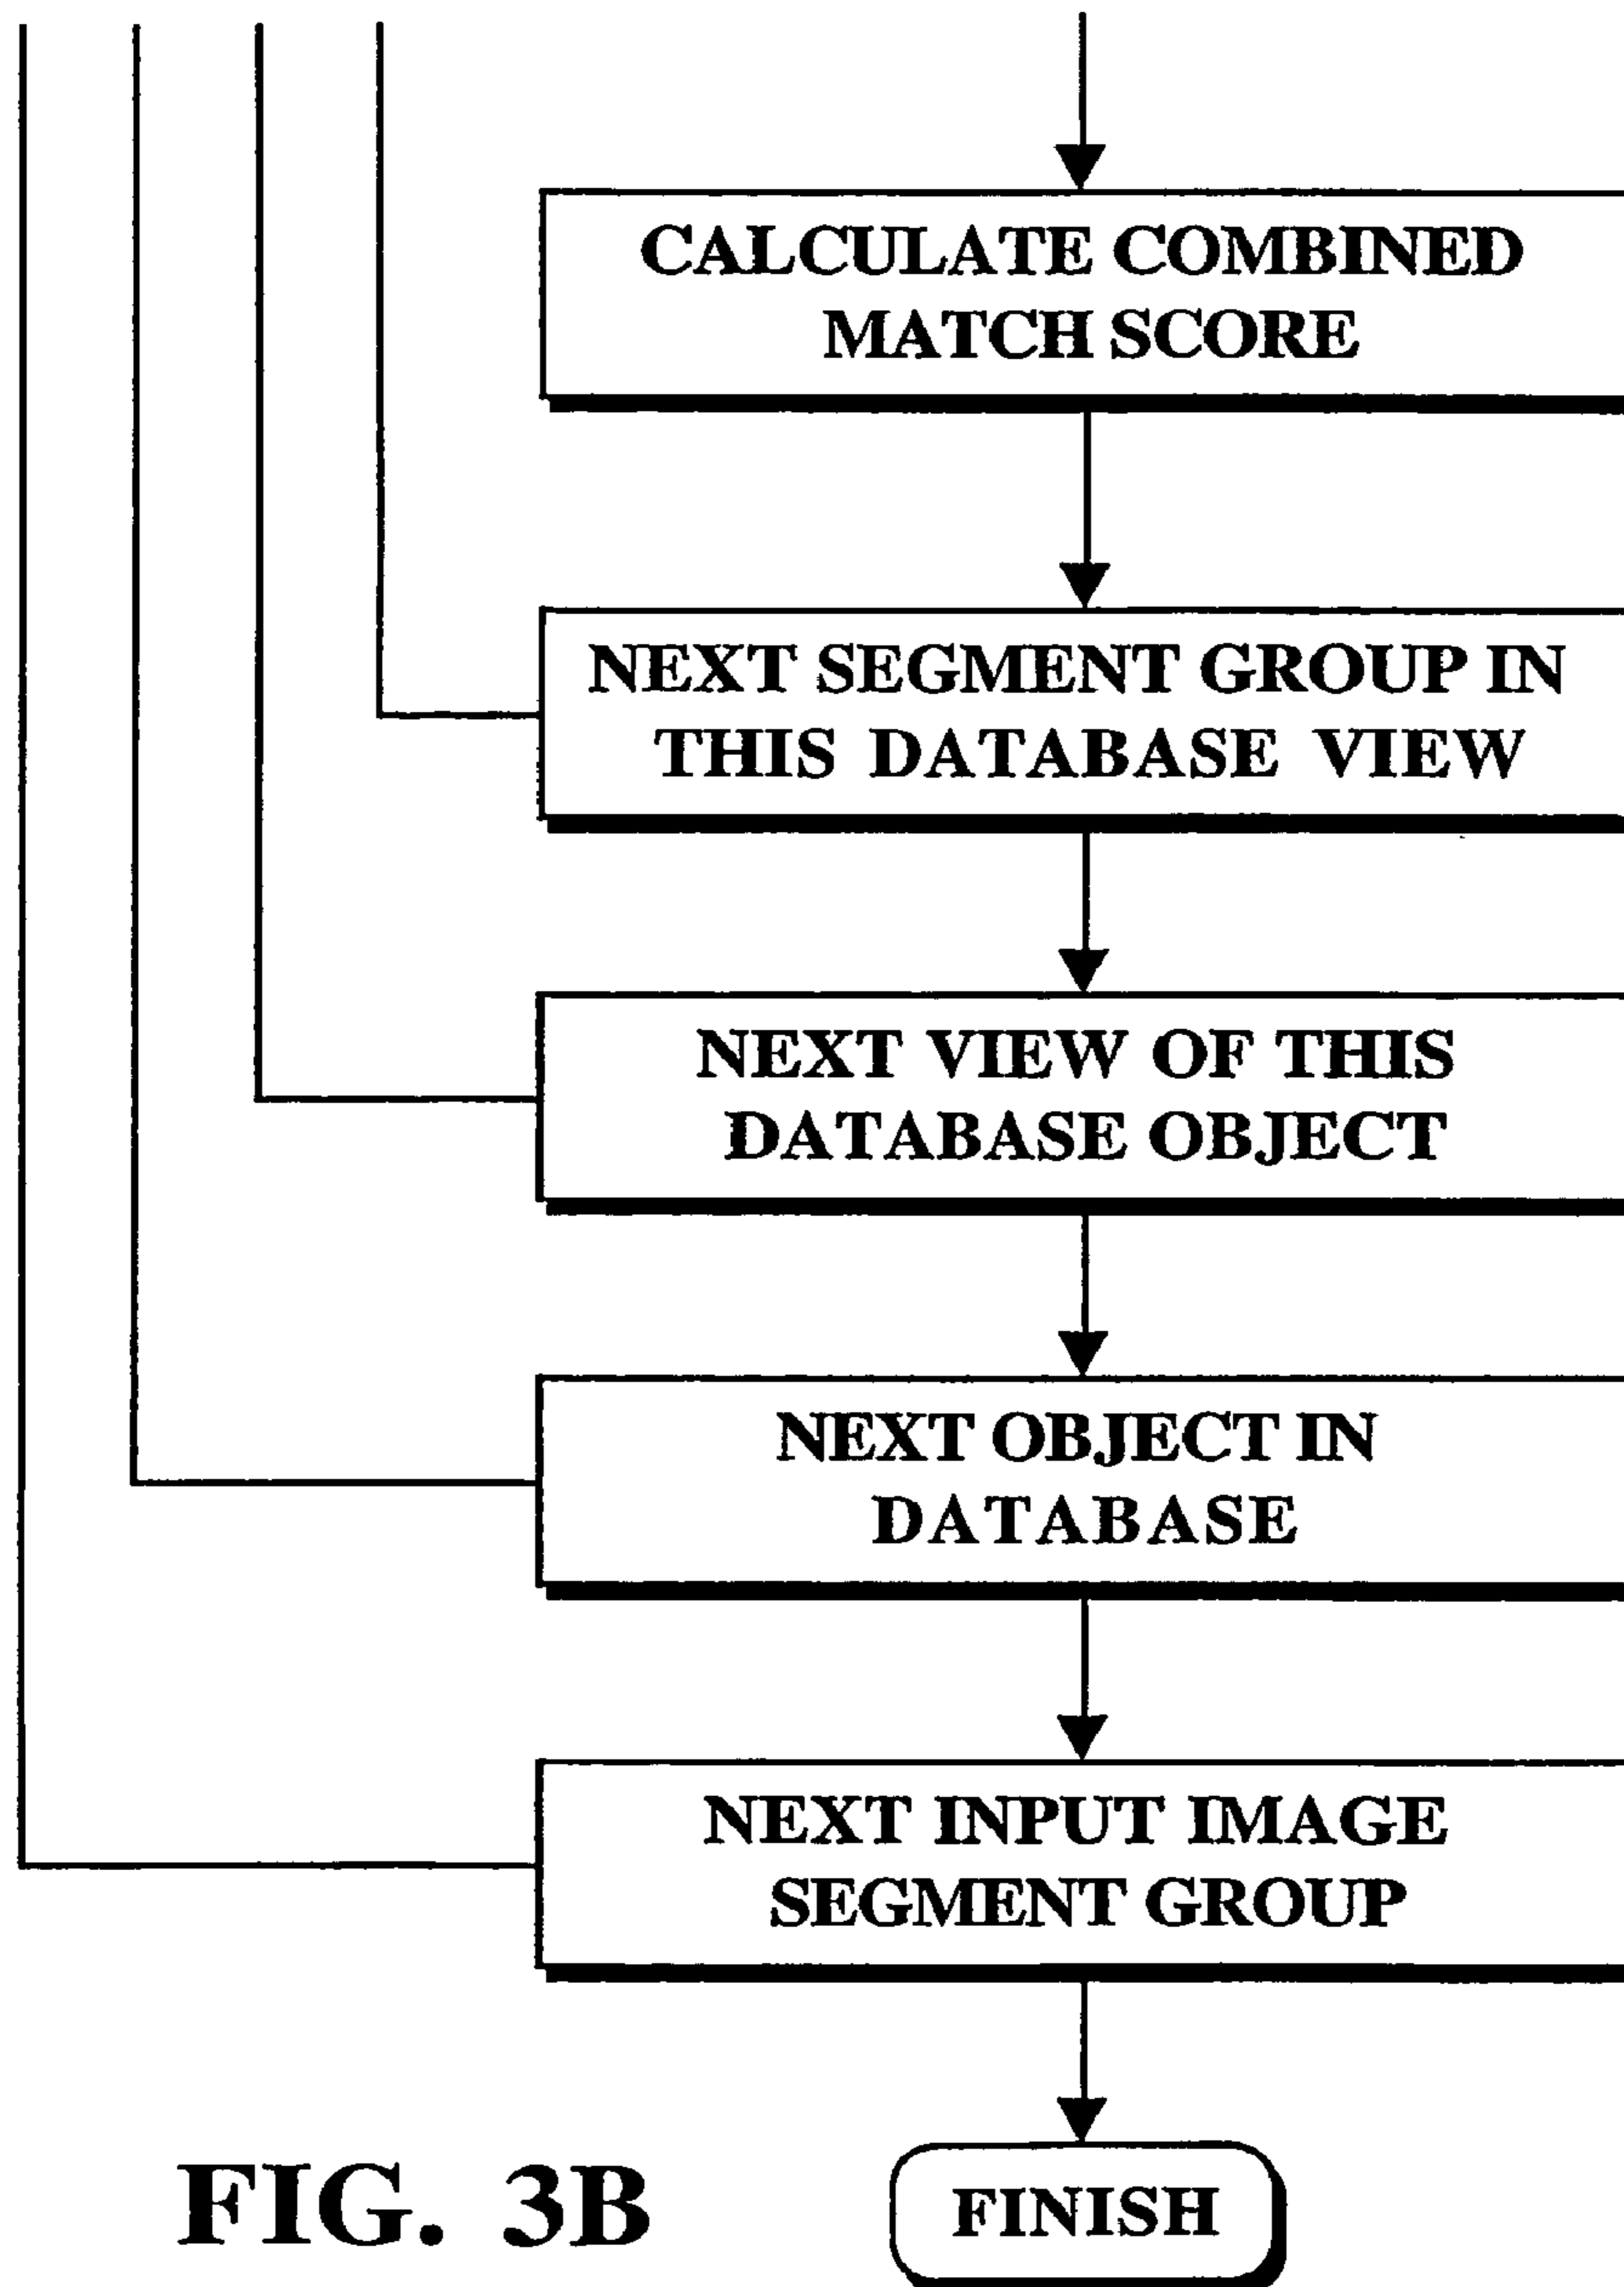 CALCULATE COMBINED
MATCH SCORE
NEXT SEGMENT GROUP IN
THIS DATABASE VIEW
NEXT VIEW OF THIS
DATABASE OBJECT
NEXT OBJECT IN
DATABASE
NEXT INPUT IMAGE
SEGMENT GROUP
FINISH
FIG. 3B